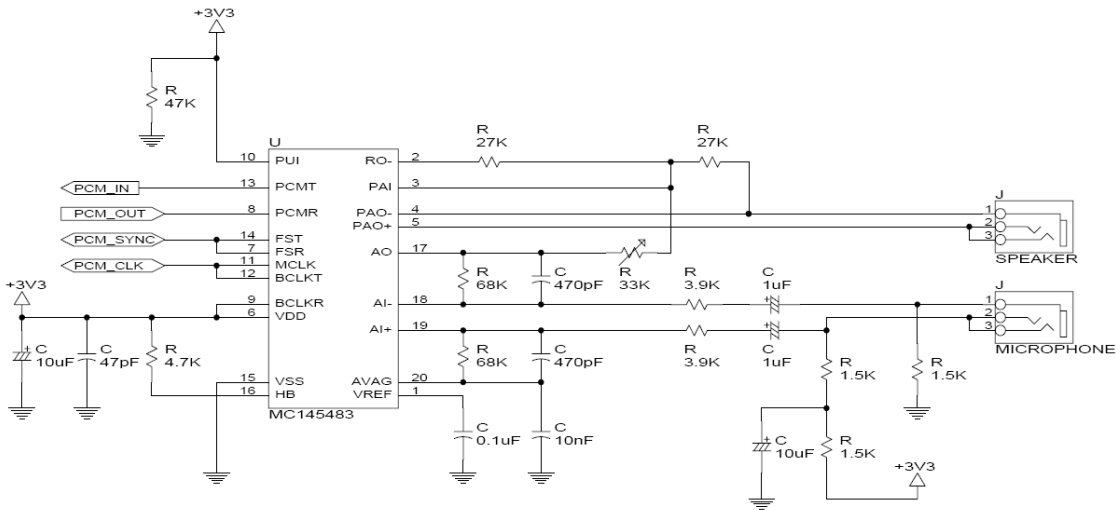 +3V3
R
47K
U
10 PUI
13 PCMT
8 PCMR
14 FST
7 FSR
11 MCLK
12 BCLKT
9 BCLKR
6 VDD
15 VSS
16 HB
RO- 2
PAI 3
PAO- 4
PAO+ 5
AO 17
AI- 18
AI+ 19
AVAG 20
VREF 1
MC145483
PCM_IN
PCM_OUT
PCM_SYNC
PCM_CLK
+3V3
C
10uF
C
47pF
R
4.7K
R
27K
R
27K
R
68K
C
470pF
R
33K
R
3.9K
C
1uF
R
68K
C
470pF
R
3.9K
C
1uF
C
0.1uF
C
10nF
R
1.5K
R
1.5K
C
10uF
R
1.5K
+3V3
J
1
2
3
SPEAKER
J
1
2
3
MICROPHONE